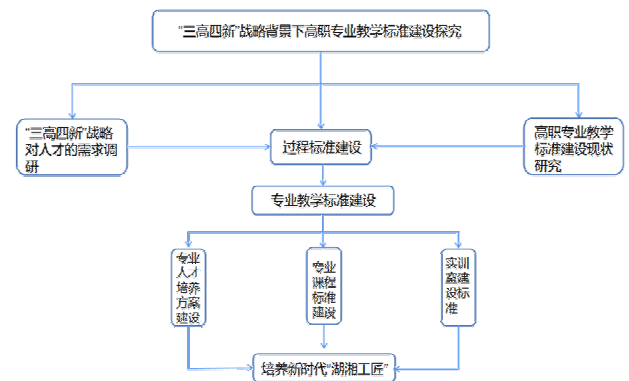 “三高四新”战略背景下高职专业教学标准建设探究
“三高四新”战略
对人才的需求调
研
过程标准建设
高职专业教学
标准建设现状
研究
专业教学标准建设
专业
人才
培养
方案
建设
专业
课程
标准
建设
实训
室建
设标
准
培养新时代“湖湘工匠”